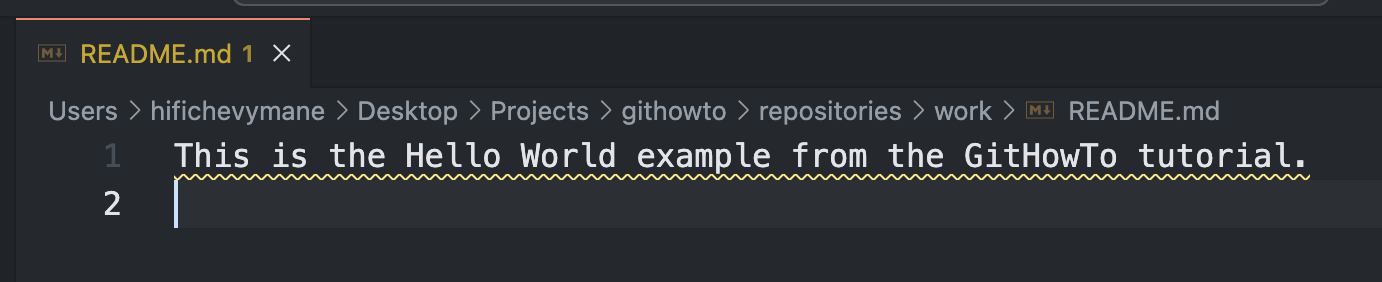 README.md 1
Users > hifichevymane > Desktop > Projects > githowto > repositories > work > README.md
1 This is the Hello World example from the GitHowTo tutorial.
2